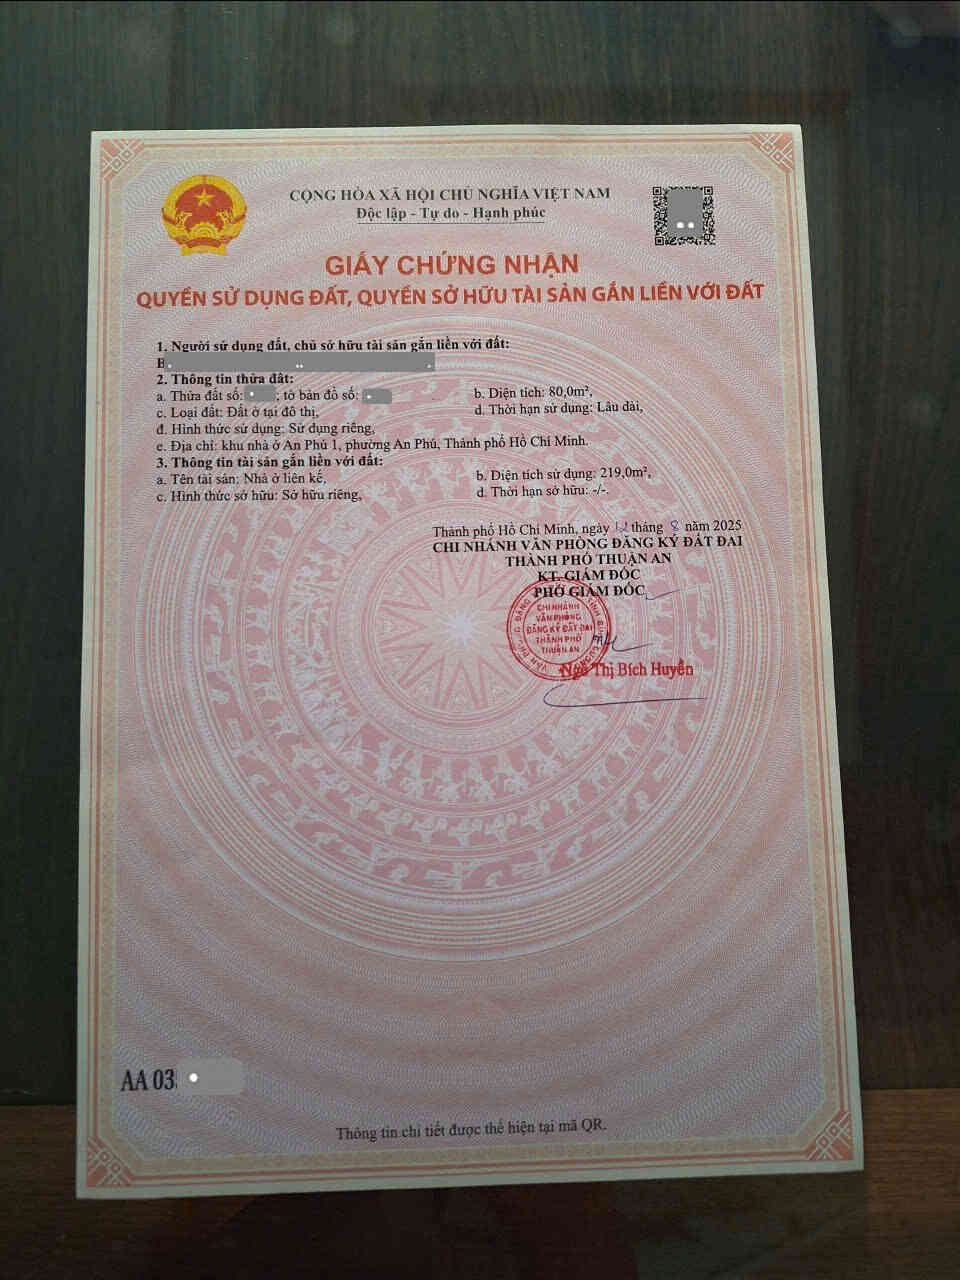 CỘNG HÒA XÃ HỘI CHỦ NGHĨA VIỆT NAM
Độc lập - Tự do - Hạnh phúc
GIẤY CHỨNG NHẬN
QUYỀN SỬ DỤNG ĐẤT, QUYỀN SỞ HỮU TÀI SẢN GẮN LIỀN VỚI ĐẤT
1. Người sử dụng đất, chủ sở hữu tài sản gắn liền với đất:
2. Thông tin thửa đất:
a. Thửa đất số: ; tờ bản đồ số: b. Diện tích: 80,0m²,
c. Loại đất: Đất ở tại đô thị, d. Thời hạn sử dụng: Lâu dài,
đ. Hình thức sử dụng: Sử dụng riêng,
e. Địa chỉ: khu nhà ở An Phú 1, phường An Phú, Thành phố Hồ Chí Minh.
3. Thông tin tài sản gắn liền với đất:
a. Tên tài sản: Nhà ở liên kế, b. Diện tích sử dụng: 219,0m²,
c. Hình thức sở hữu: Sở hữu riêng, d. Thời hạn sở hữu: -/-.
Thành phố Hồ Chí Minh, ngày 12 tháng 8 năm 2025
CHI NHÁNH VĂN PHÒNG ĐĂNG KÝ ĐẤT ĐAI
THÀNH PHỐ THUẬN AN
KT. GIÁM ĐỐC
PHÓ GIÁM ĐỐC
CHI NHÁNH
VĂN PHÒNG
ĐĂNG KÝ ĐẤT ĐAI
THÀNH PHỐ
THUẬN AN
Ngô Thị Bích Huyền
AA 03
Thông tin chi tiết được thể hiện tại mã QR.